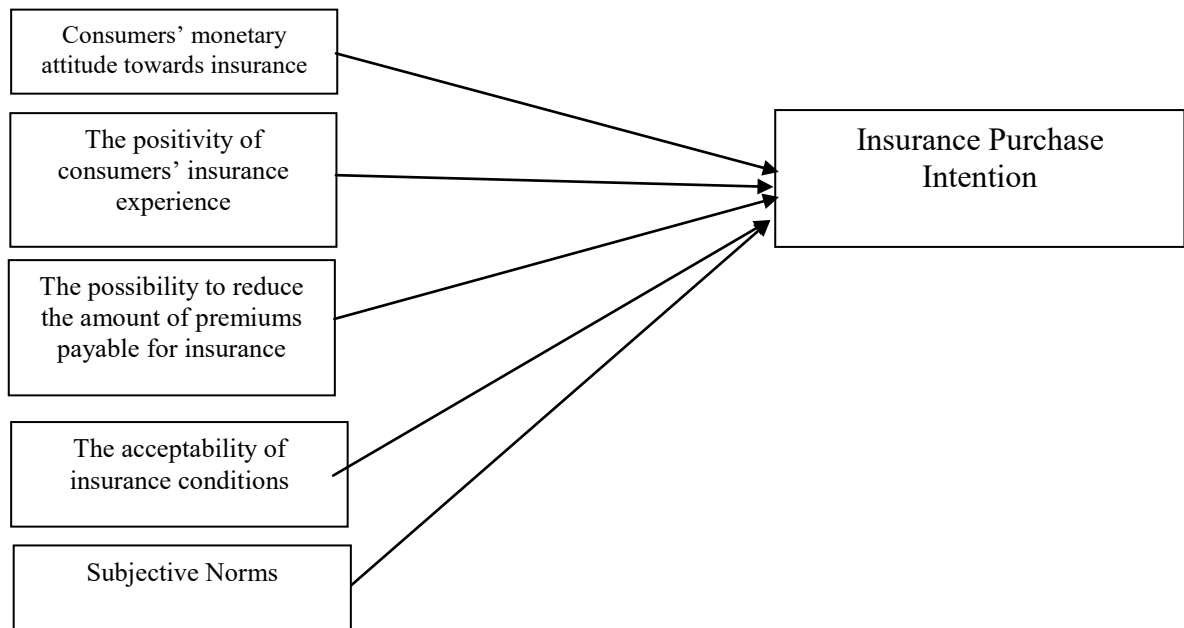 Consumers’ monetary
attitude towards insurance
The positivity of
consumers’ insurance
experience
The possibility to reduce
the amount of premiums
payable for insurance
The acceptability of
insurance conditions
Subjective Norms
Insurance Purchase
Intention